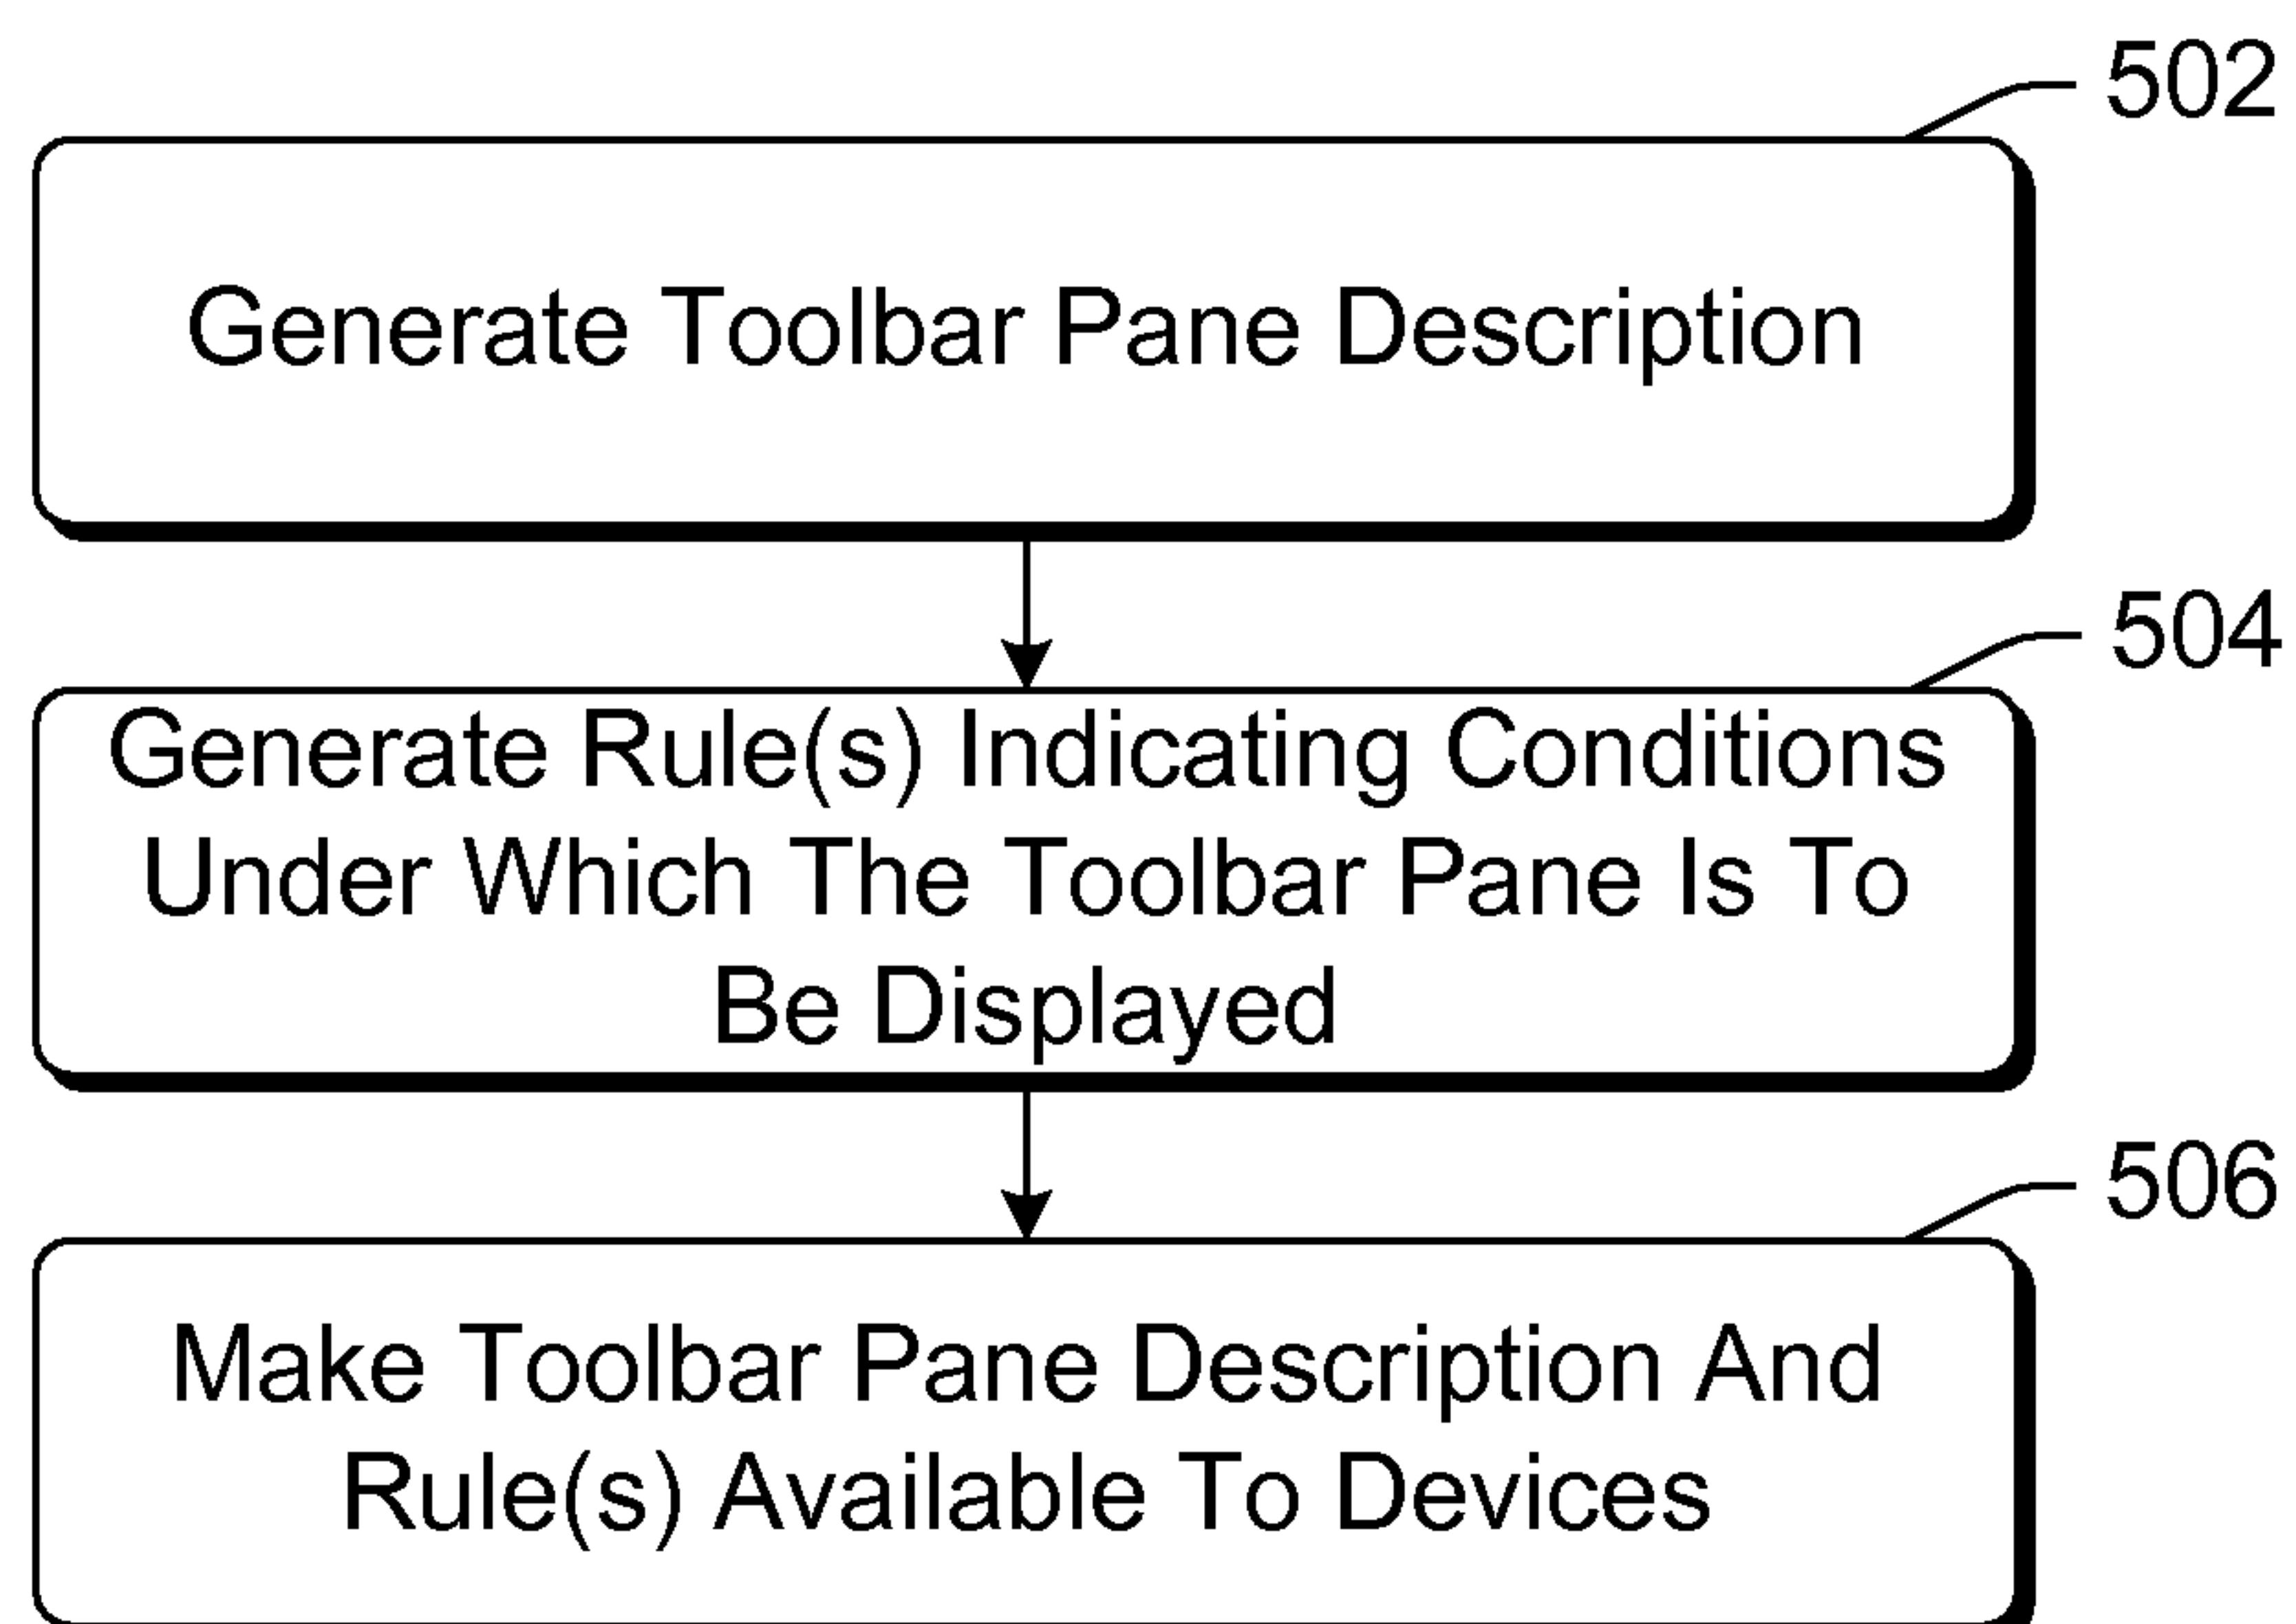 502
Generate Toolbar Pane Description
504
Generate Rule(s) Indicating Conditions
Under Which The Toolbar Pane Is To
Be Displayed
506
Make Toolbar Pane Description And
Rule(s) Available To Devices